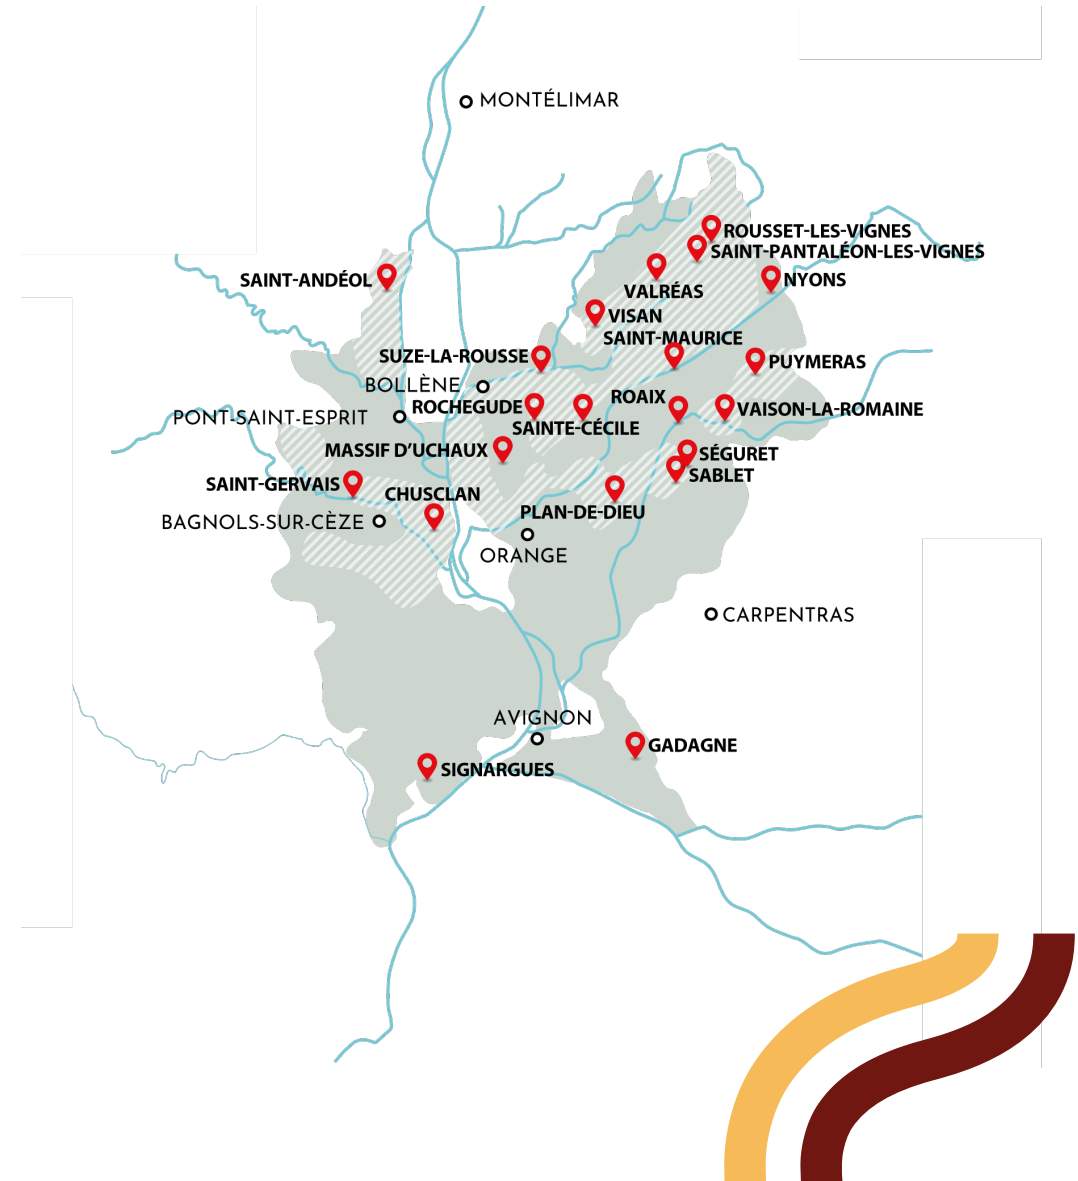 MONTÉLIMAR
ROUSSET-LES-VIGNES
SAINT-PANTALÉON-LES-VIGNES
SAINT-ANDÉOL
NYONS
VALRÉAS
VISAN
SAINT-MAURICE
SUZE-LA-ROUSSE
PUYMERAS
BOLLÈNE
ROAIX
ROCHEGUDE
VAISON-LA-ROMAINE
PONT-SAINT-ESPRIT
SAINTE-CÉCILE
MASSIF D'UCHAUX
SÉGURET
SABLET
SAINT-GERVAIS
CHUSCLAN
PLAN-DE-DIEU
BAGNOLS-SUR-CÈZE
ORANGE
CARPENTRAS
AVIGNON
GADAGNE
SIGNARGUES